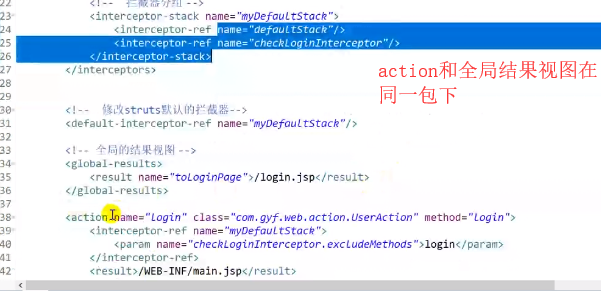 22 <!-- 拦截器分组 -->
23 <interceptor-stack name="myDefaultStack">
24 <interceptor-ref name="defaultStack"/>
25 <interceptor-ref name="checkLoginInterceptor"/>
26 </interceptor-stack>
27 </interceptors>
action和全局结果视图在
同一包下
28
29
30 <!-- 修改struts默认的拦截器-->
31 <default-interceptor-ref name="myDefaultStack"/>
32
33 <!-- 全局的结果视图 -->
34 <global-results>
35 <result name="toLoginPage">/login.jsp</result>
36 </global-results>
37
38 <action name="login" class="com.gyf.web.action.UserAction" method="login">
39 <interceptor-ref name="myDefaultStack">
40 <param name="checkLoginInterceptor.excludeMethods">login</param>
41 </interceptor-ref>
42 <result>/WEB-INF/main.jsp</result>